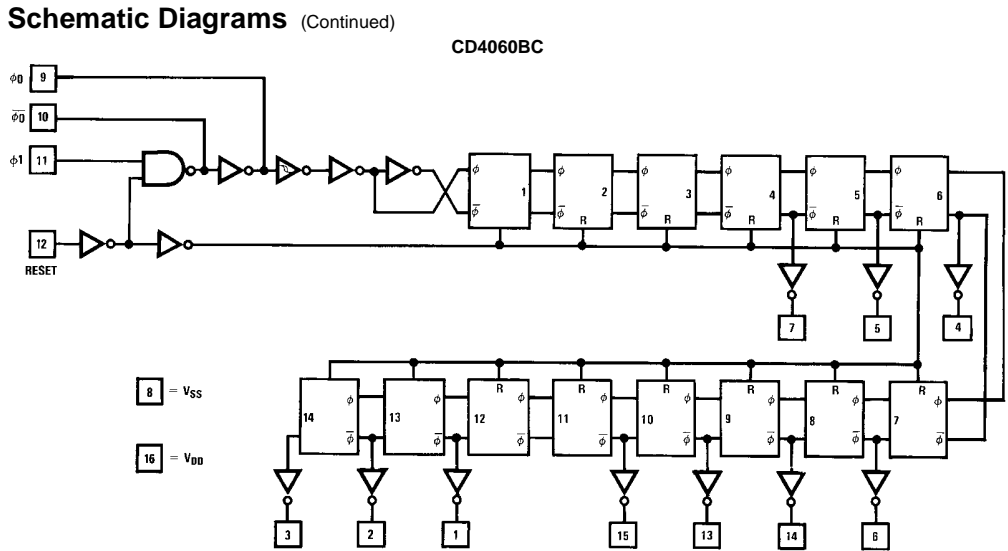 Schematic Diagrams (Continued)
CD4060BC
ϕ0 9
ϕ0̅ 10
ϕ1 11
12
RESET
ϕ ϕ ϕ ϕ ϕ ϕ
1 2 3 4 5 6
ϕ̅ ϕ̅ ϕ̅ ϕ̅ ϕ̅ ϕ̅
R R R R R
7 5 4
8 = VSS
16 = VDD
R R R R R R
ϕ ϕ ϕ ϕ ϕ ϕ ϕ ϕ
14 13 12 11 10 9 8 7
ϕ̅ ϕ̅ ϕ̅ ϕ̅ ϕ̅ ϕ̅ ϕ̅ ϕ̅
3 2 1 15 13 14 6